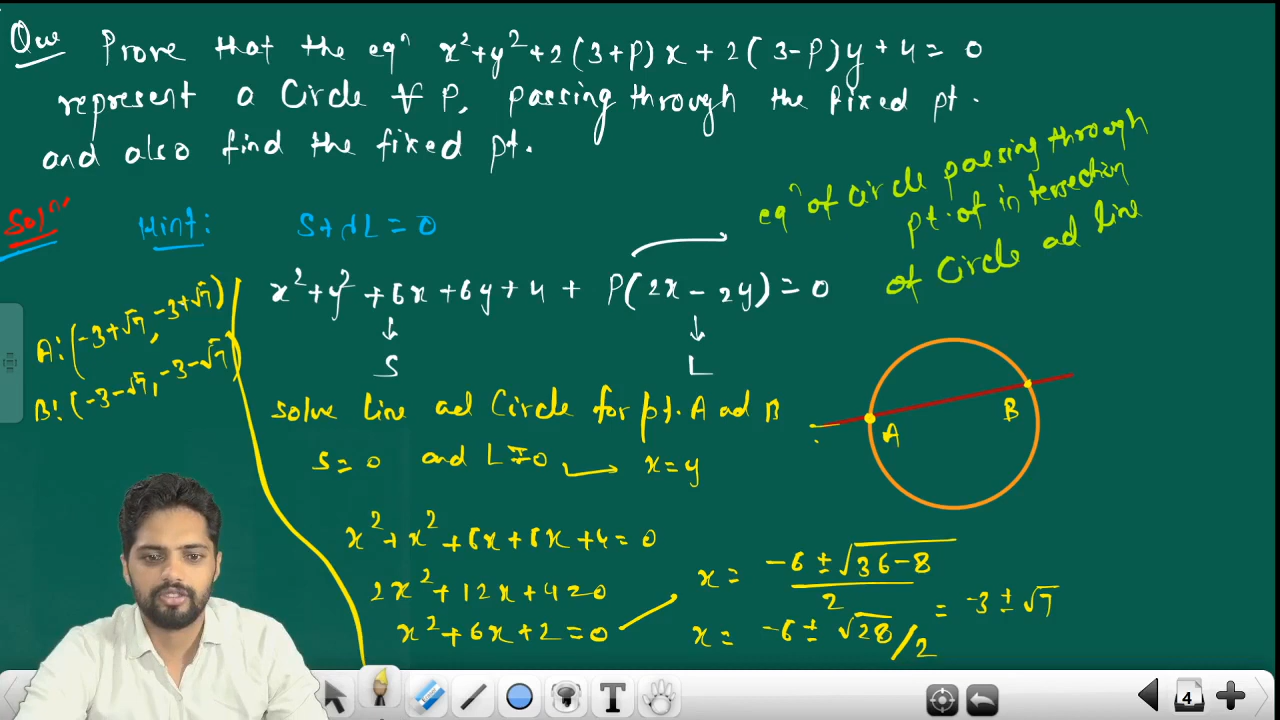 Que Prove that the eqⁿ x²+y²+2(3+P)x+2(3-P)y+4=0
represent a Circle ∀ P, passing through the fixed pt.
and also find the fixed pt.
Solⁿ.
Hint: S+λL=0
x²+y²+6x+6y+4 + P(2x-2y)=0
S
L
eqⁿ of Circle passing through
pt. of intersection
of Circle ad line
A:(-3+√7, -3+√7)
B:(-3-√7, -3-√7)
Solve Line ad Circle for pt. A ad B
S=0 and L=0 → x=y
x²+x²+6x+6x+4=0
2x²+12x+4=0
x²+6x+2=0
x= -6±√36-8 / 2
x= -6±√28/2 = -3±√7
A
B
T
4